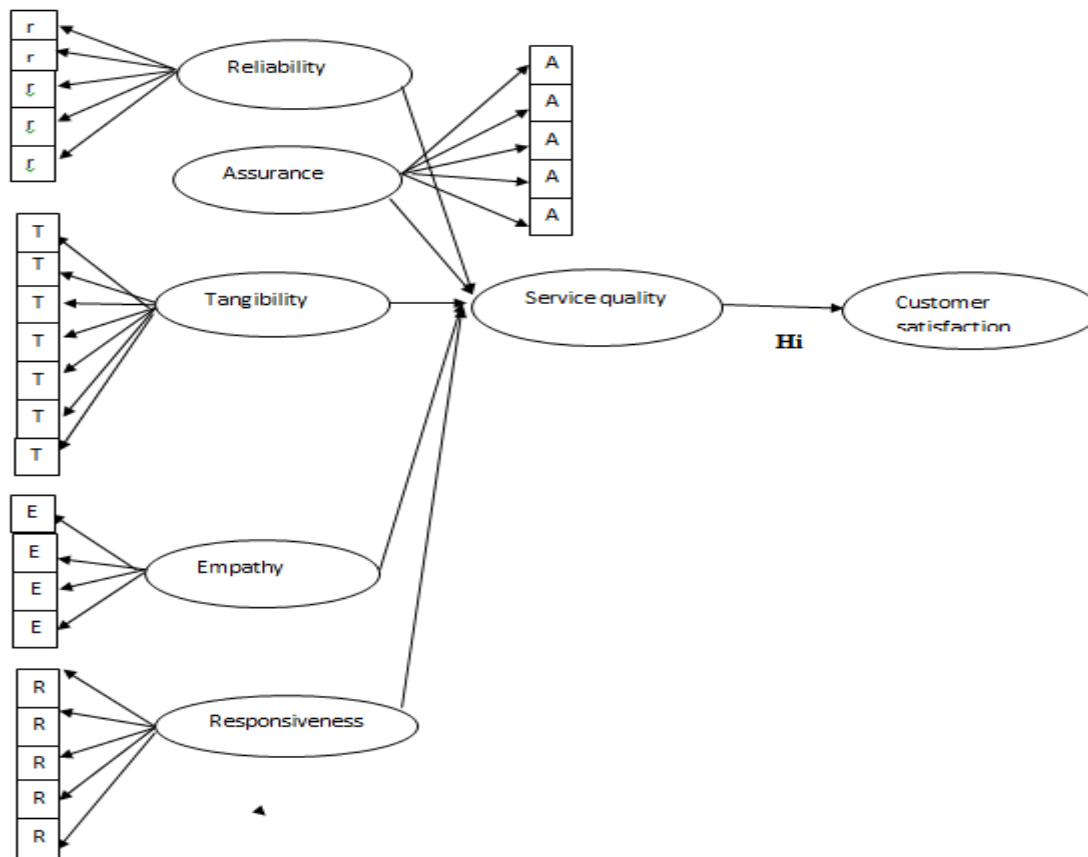 r
r
r
r
r
Reliability
A
A
A
A
A
Assurance
T
T
T
T
T
T
T
Tangibility
Service quality
Customer
satisfaction
Hi
E
E
E
E
Empathy
R
R
R
R
R
Responsiveness